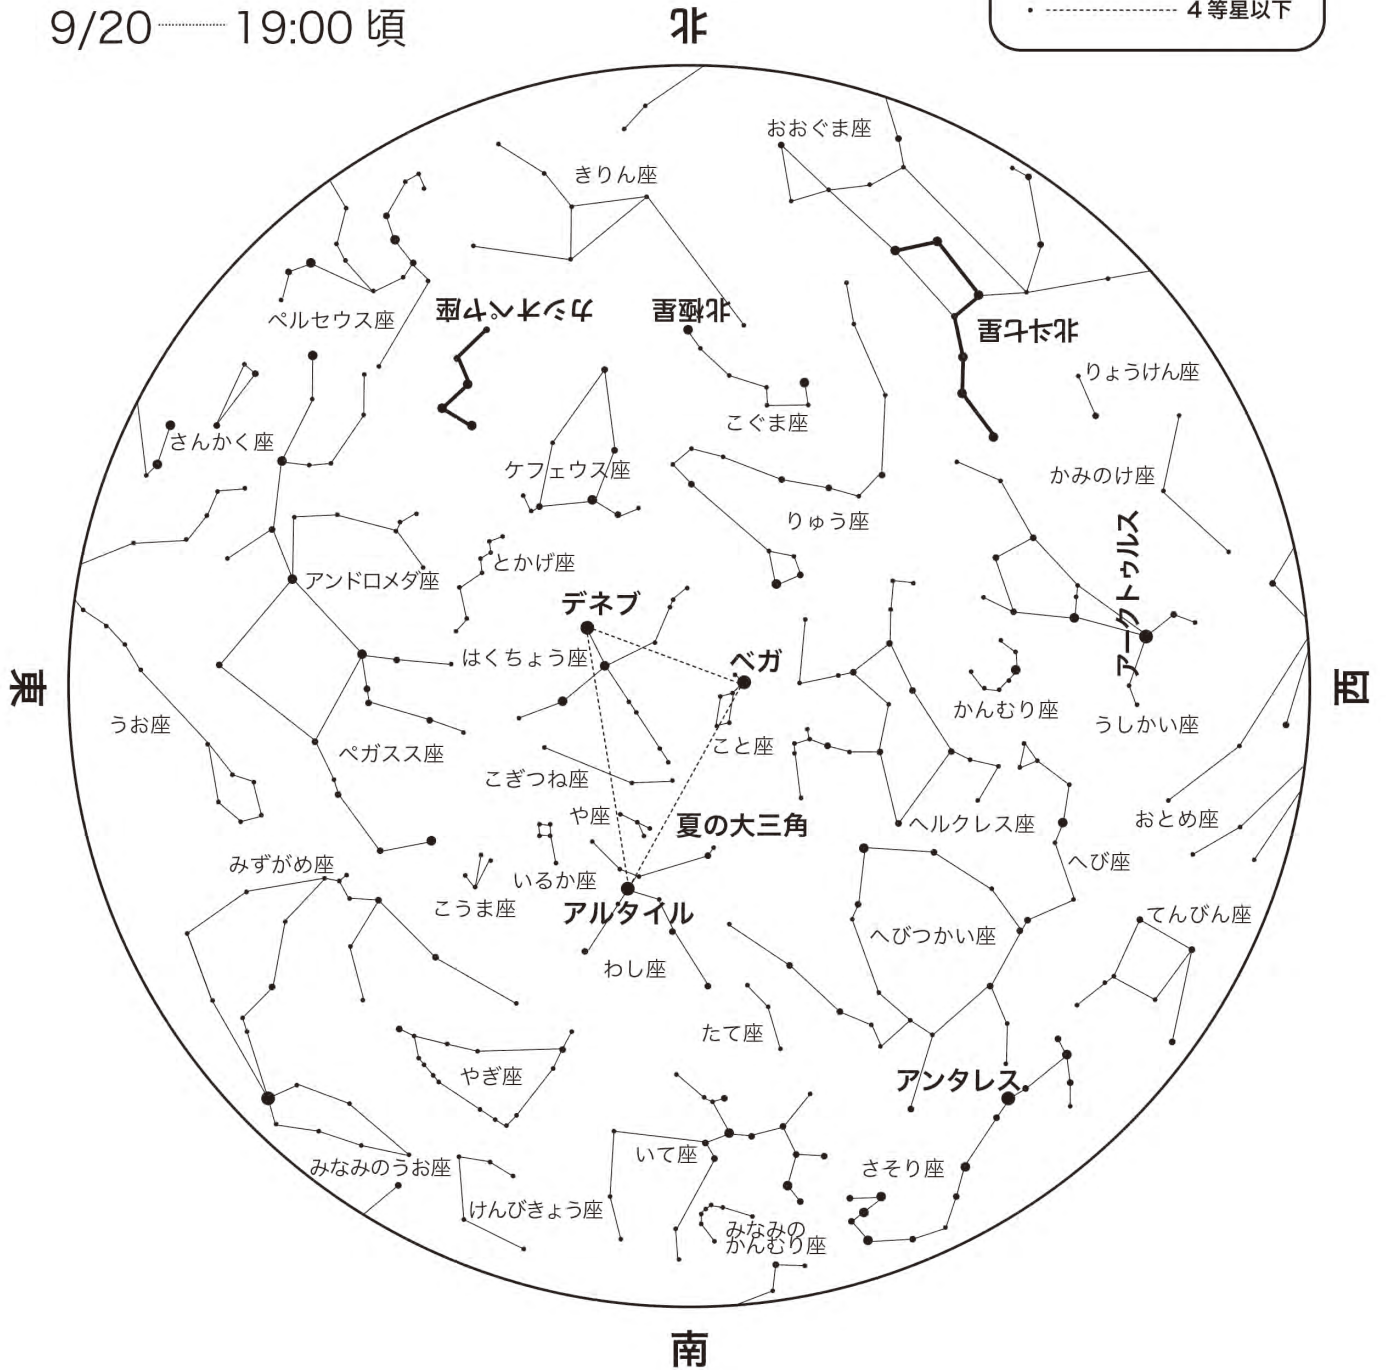 9/20 ┈┈ 19:00 頃
4 等星以下
北
おおぐま座
きりん座
ペルセウス座
カシオペヤ座
北極星
北斗七星
りょうけん座
さんかく座
こぐま座
ケフェウス座
かみのけ座
りゅう座
アークトゥルス
とかげ座
アンドロメダ座
デネブ
はくちょう座
ベガ
東
西
かんむり座
うしかい座
うお座
ペガスス座
こと座
こぎつね座
や座
夏の大三角
ヘルクレス座
おとめ座
へび座
みずがめ座
いるか座
こうま座
アルタイル
てんびん座
へびつかい座
わし座
たて座
やぎ座
アンタレス
いて座
さそり座
みなみのうお座
けんびきょう座
みなみの
かんむり座
南